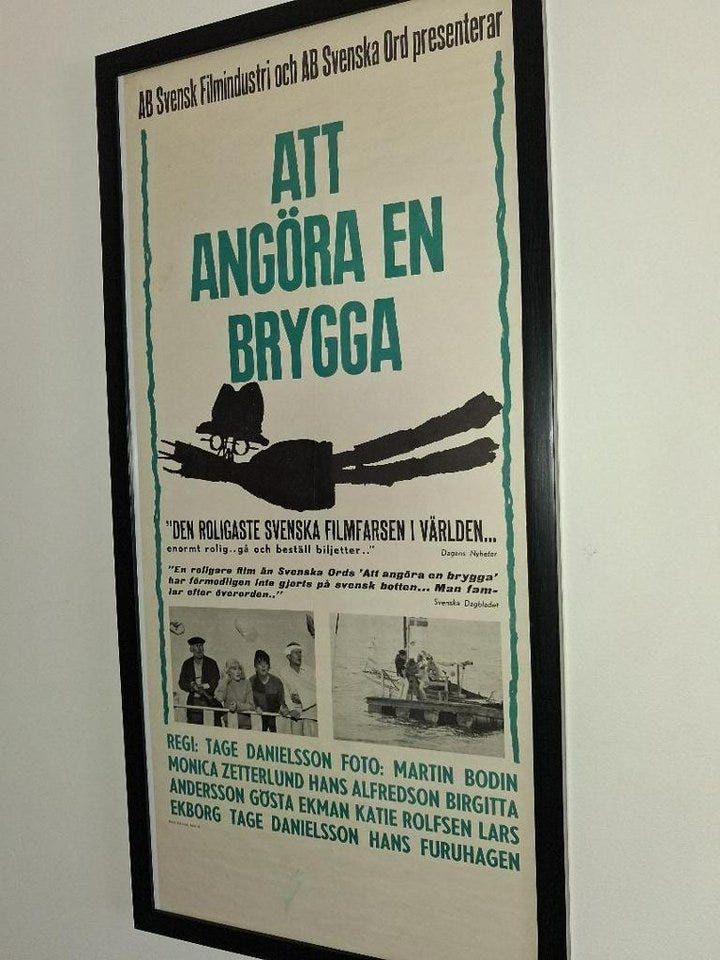 AB Svensk Filmindustri och AB Svenska Ord presenterar
ATT
ANGÖRA EN
BRYGGA
"DEN ROLIGASTE SVENSKA FILMFARSEN I VÄRLDEN...
enormt rolig..gå och beställ biljetter.."
Dagens Nyheter
"En roligare film än Svenska Ords 'Att angöra en brygga'
har förmodligen inte gjorts på svensk botten... Man fam-
lar efter överorden.."
Svenska Dagbladet
REGI: TAGE DANIELSSON FOTO: MARTIN BODIN
MONICA ZETTERLUND HANS ALFREDSON BIRGITTA
ANDERSSON GÖSTA EKMAN KATIE ROLFSEN LARS
EKBORG TAGE DANIELSSON HANS FURUHAGEN